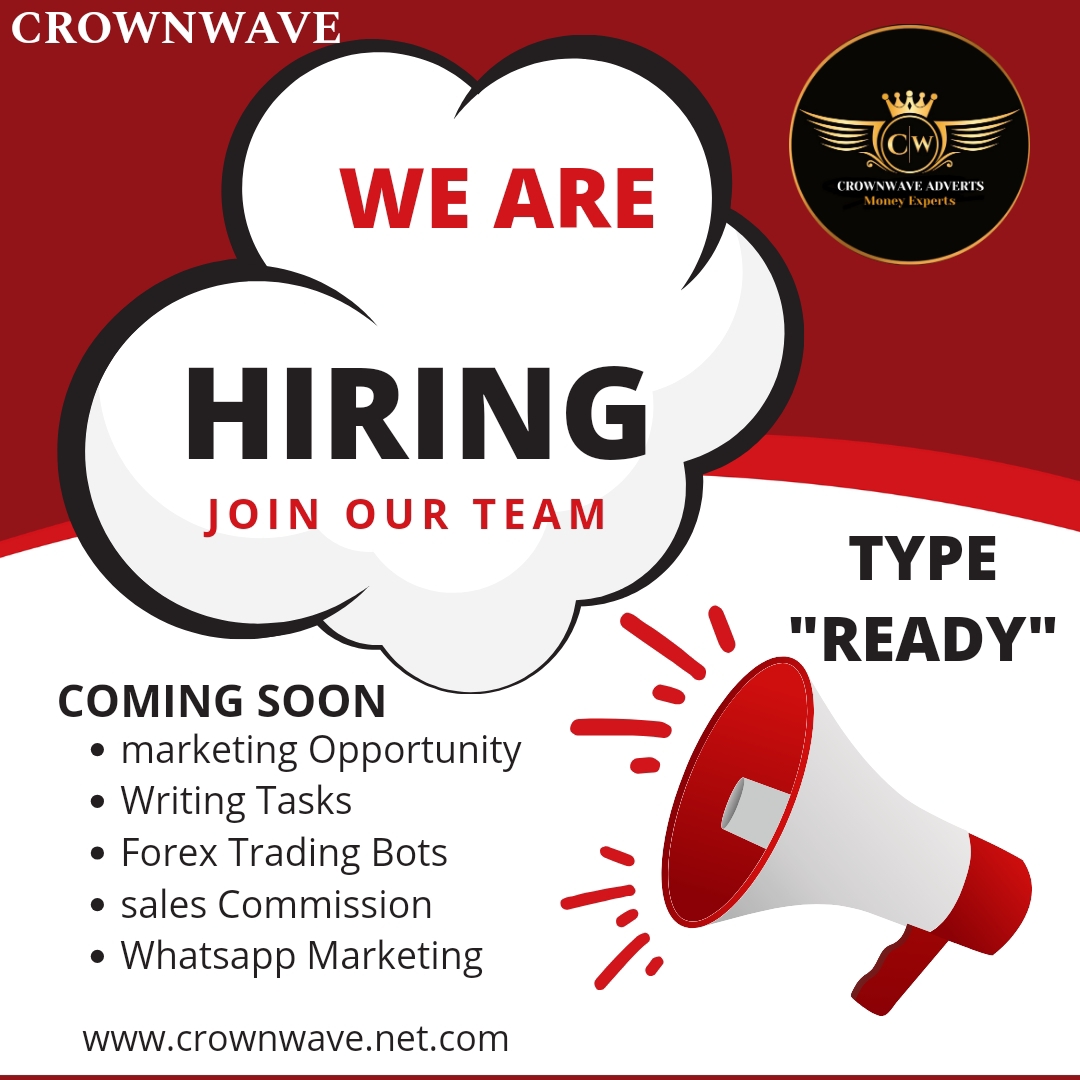 CROWNWAVE
C|W
CROWNWAVE ADVERTS
Money Experts
WE ARE
HIRING
JOIN OUR TEAM
TYPE
"READY"
COMING SOON
• marketing Opportunity
• Writing Tasks
• Forex Trading Bots
• sales Commission
• Whatsapp Marketing
www.crownwave.net.com